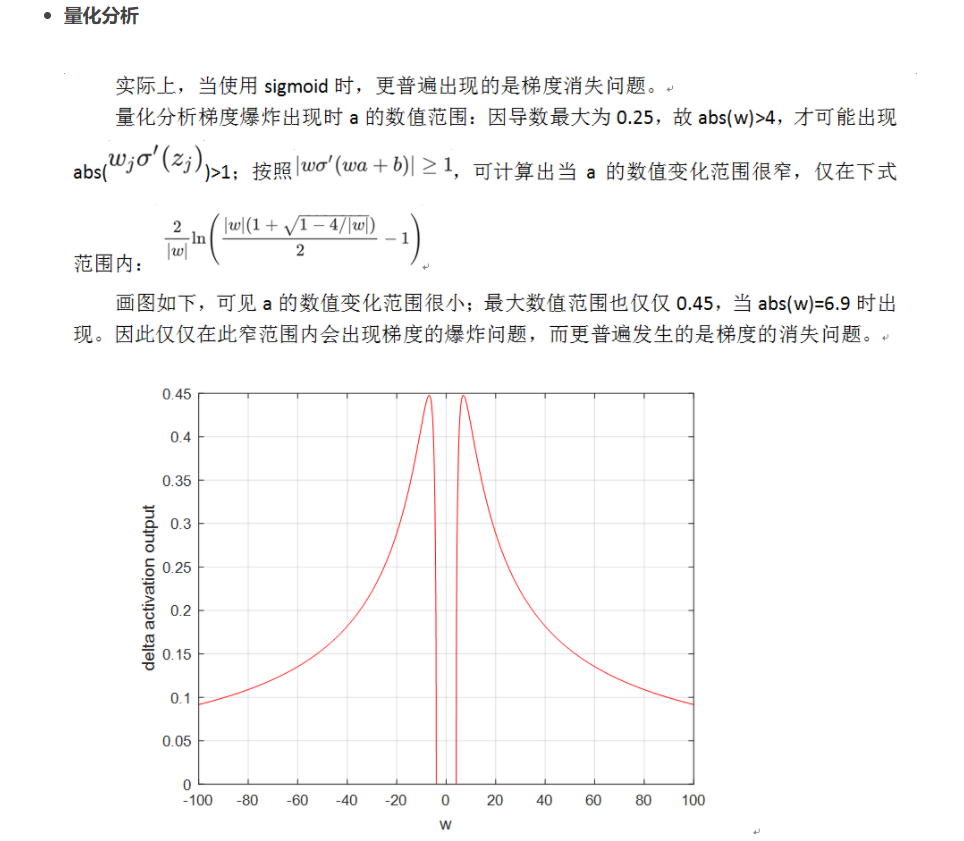 • 量化分析
实际上，当使用 sigmoid 时，更普遍出现的是梯度消失问题。
量化分析梯度爆炸出现时 a 的数值范围：因导数最大为 0.25，故 abs(w)>4，才可能出现
abs(w_jσ'(z_j))>1；按照|wσ'(wa + b)| ≥ 1，可计算出当 a 的数值变化范围很窄，仅在下式
范围内： \frac{2}{|w|}\ln\left(\frac{|w|(1+\sqrt{1-4/|w|})}{2}-1\right)
画图如下，可见 a 的数值变化范围很小；最大数值范围也仅仅 0.45，当 abs(w)=6.9 时出
现。因此仅仅在此窄范围内会出现梯度的爆炸问题，而更普遍发生的是梯度的消失问题。
0.45
0.4
0.35
0.3
0.25
0.2
0.15
0.1
0.05
0
delta activation output
-100 -80 -60 -40 -20 0 20 40 60 80 100
w